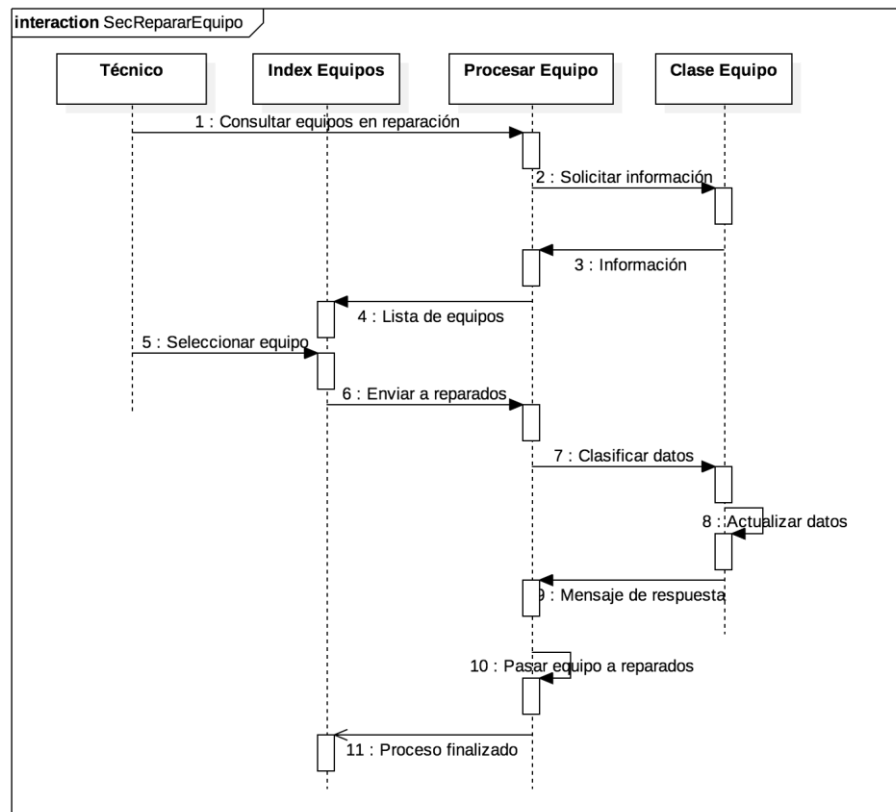 interaction SecRepararEquipo
Técnico
Index Equipos
Procesar Equipo
Clase Equipo
1 : Consultar equipos en reparación
2 : Solicitar información
3 : Información
4 : Lista de equipos
5 : Seleccionar equipo
6 : Enviar a reparados
7 : Clasificar datos
8 : Actualizar datos
9 : Mensaje de respuesta
10 : Pasar equipo a reparados
11 : Proceso finalizado